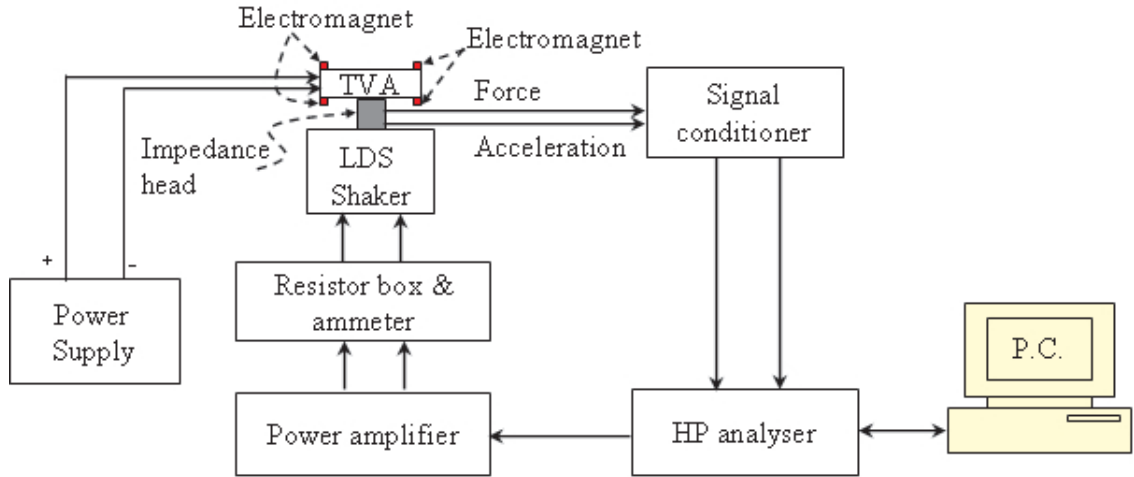 Electromagnet
Electromagnet
TVA
Force
Signal
conditioner
Impedance
head
Acceleration
LDS
Shaker
+
-
Power
Supply
Resistor box &
ammeter
P.C.
Power amplifier
HP analyser